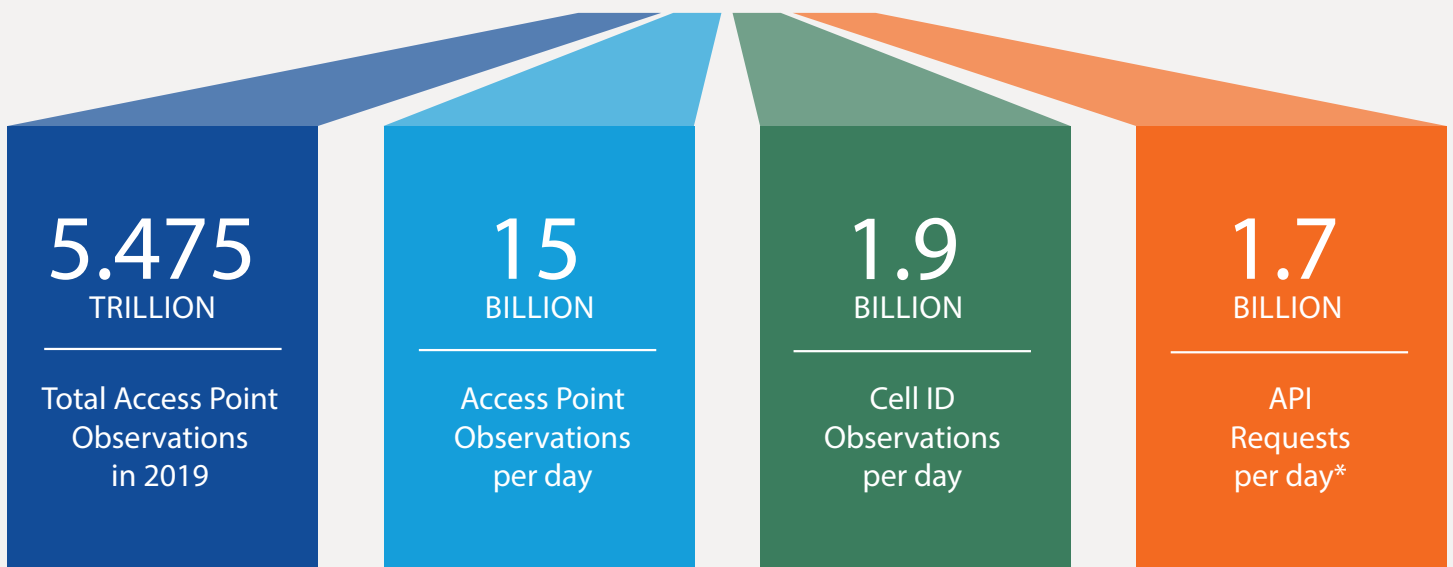 5.475
TRILLION
Total Access Point
Observations
in 2019
15
BILLION
Access Point
Observations
per day
1.9
BILLION
Cell ID
Observations
per day
1.7
BILLION
API
Requests
per day*